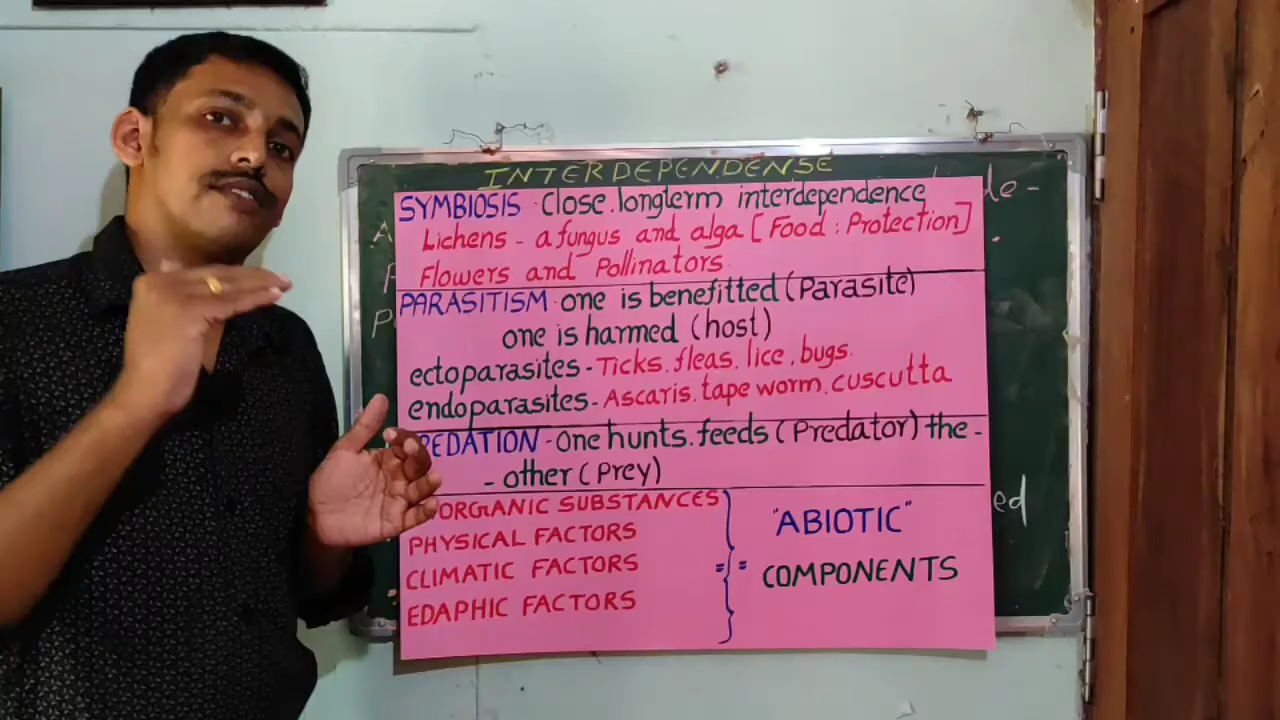 INTERDEPENDENSE
SYMBIOSIS - Close. longterm interdependence
Lichens - a fungus and alga [Food : Protection]
Flowers and Pollinators
PARASITISM - one is benefitted (Parasite)
one is harmed (host)
ectoparasites - Ticks. fleas. lice. bugs.
endoparasites - Ascaris. tape worm. cuscutta
REDATION - One hunts. feeds (Predator) the -
- other (Prey)
ORGANIC SUBSTANCES
PHYSICAL FACTORS
CLIMATIC FACTORS
EDAPHIC FACTORS
= =
"ABIOTIC"
COMPONENTS